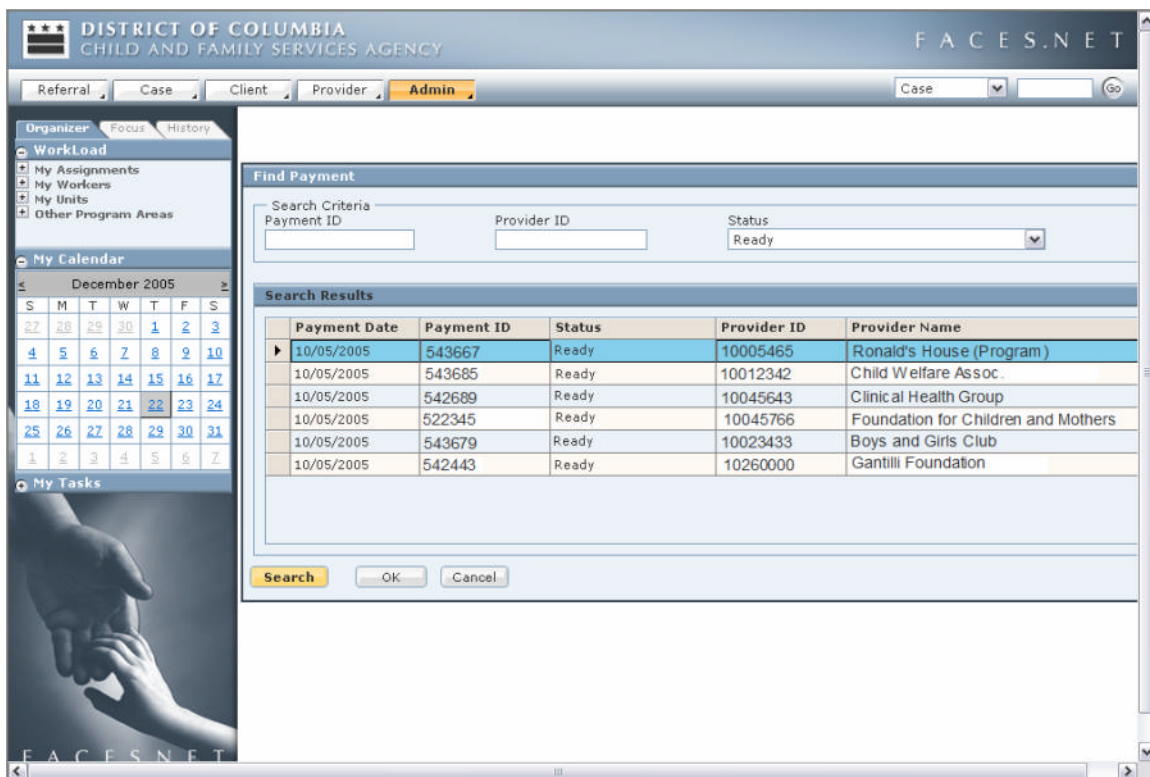 DISTRICT OF COLUMBIA
CHILD AND FAMILY SERVICES AGENCY
FACES.NET
Referral Case Client Provider Admin Case Go
Organizer Focus History
WorkLoad
My Assignments
My Workers
My Units
Other Program Areas
My Calendar
< December 2005 >
S M T W T F S
27 28 29 30 1 2 3
4 5 6 7 8 9 10
11 12 13 14 15 16 17
18 19 20 21 22 23 24
25 26 27 28 29 30 31
1 2 3 4 5 6 7
My Tasks
FACESNET
Find Payment
Search Criteria
Payment ID Provider ID Status
Ready
Search Results
Payment Date Payment ID Status Provider ID Provider Name
10/05/2005 543667 Ready 10005465 Ronald's House (Program)
10/05/2005 543685 Ready 10012342 Child Welfare Assoc.
10/05/2005 542689 Ready 10045643 Clinical Health Group
10/05/2005 522345 Ready 10045766 Foundation for Children and Mothers
10/05/2005 543679 Ready 10023433 Boys and Girls Club
10/05/2005 542443 Ready 10260000 Gantilli Foundation
Search OK Cancel